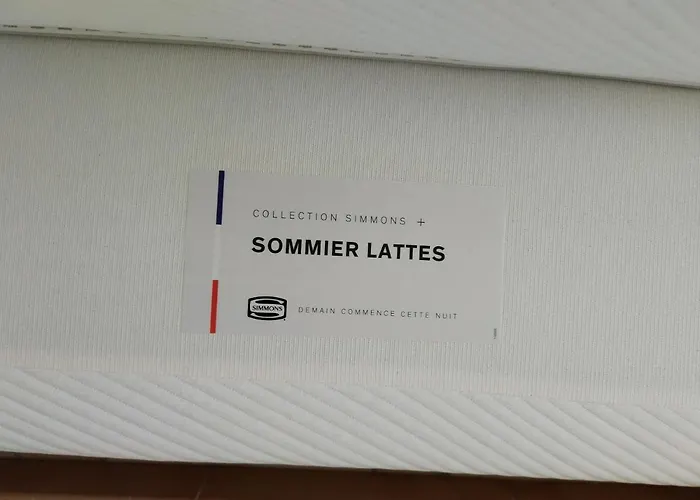 COLLECTION SIMMONS +
SOMMIER LATTES
SIMMONS
DEMAIN COMMENCE CETTE NUIT